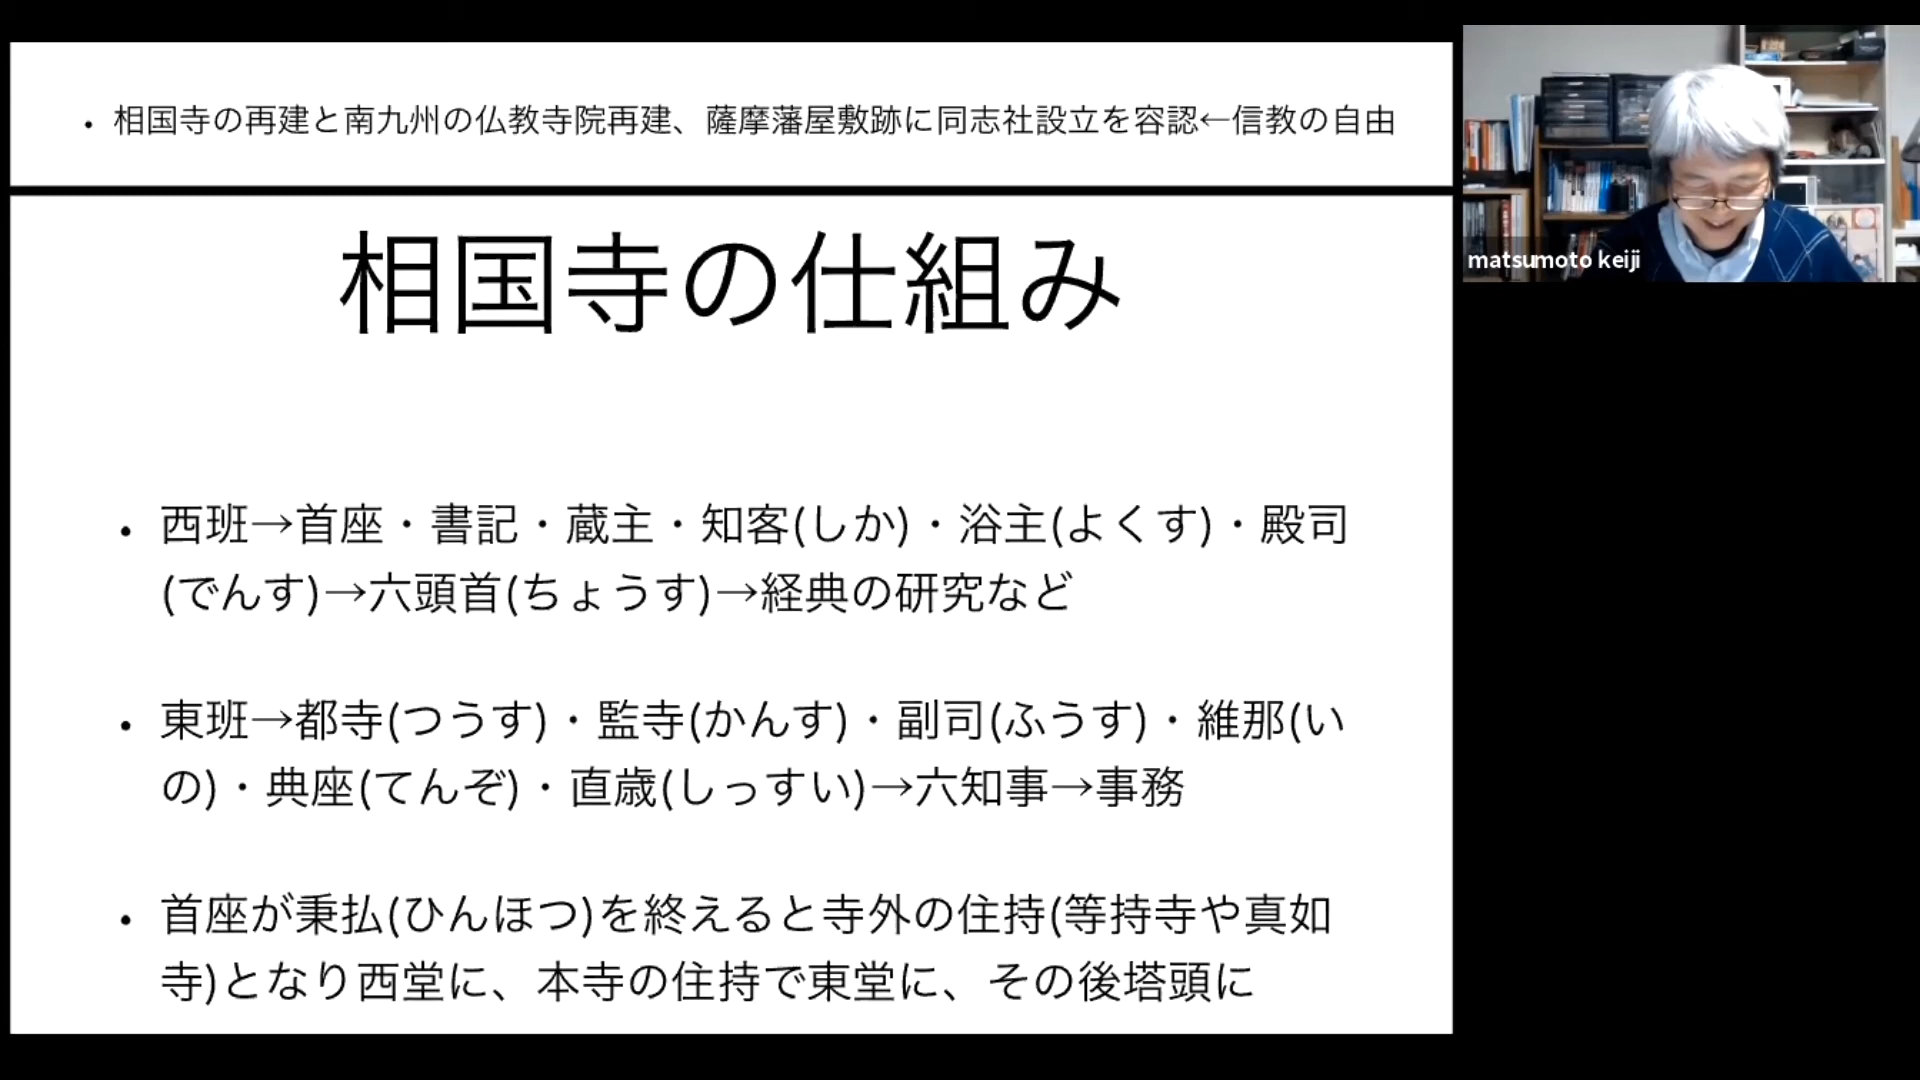 • 相国寺の再建と南九州の仏教寺院再建、薩摩藩屋敷跡に同志社設立を容認←信教の自由
matsumoto keiji
相国寺の仕組み
• 西班→首座・書記・蔵主・知客(しか)・浴主(よくす)・殿司
(でんす)→六頭首(ちょうす)→経典の研究など
• 東班→都寺(つうす)・監寺(かんす)・副司(ふうす)・維那(い
の)・典座(てんぞ)・直歳(しっすい)→六知事→事務
• 首座が秉払(ひんほつ)を終えると寺外の住持(等持寺や真如
寺)となり西堂に、本寺の住持で東堂に、その後塔頭に